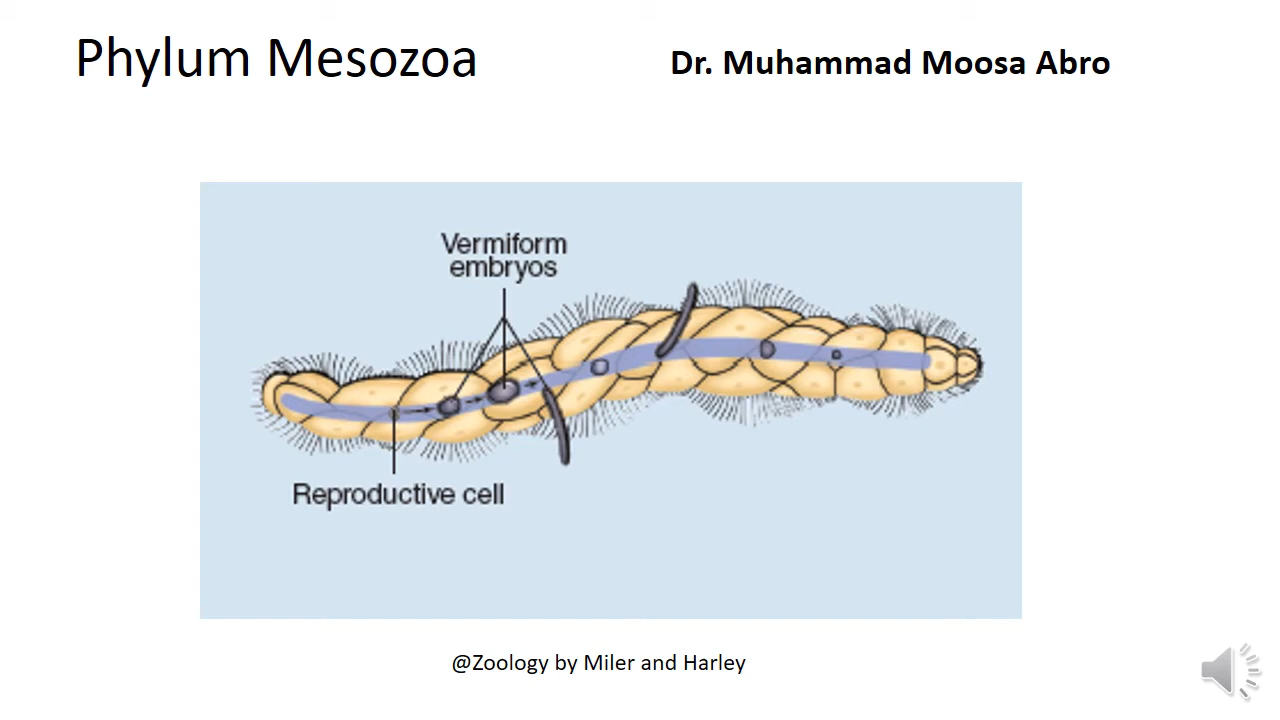 Phylum Mesozoa
Dr. Muhammad Moosa Abro
Vermiform
embryos
Reproductive cell
@Zoology by Miler and Harley